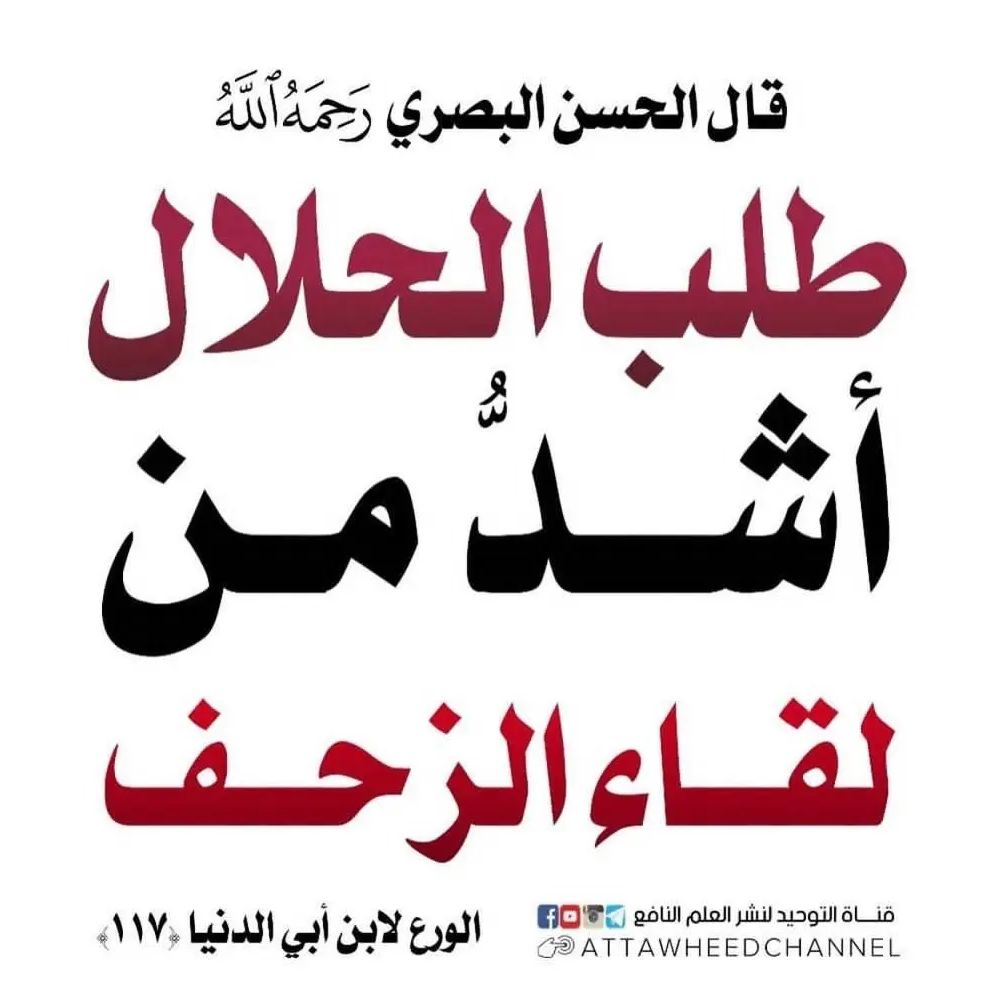 قال الحسن البصري رَحِمَهُ ٱللَّهُ
طلب الحلال
أشدُّ من
لقاء الزحف
قناة التوحيد لنشر العلم النافع
ATTAWHEEDCHANNEL
الورع لابن أبي الدنيا ﴿١١٧﴾